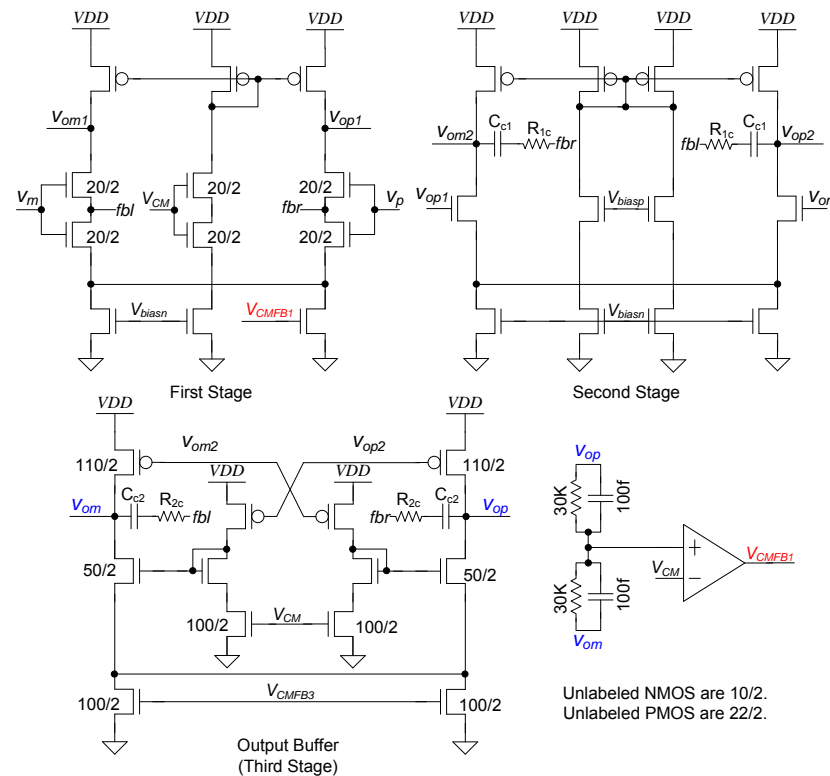 VDD
VDD
VDD
VDD
VDD
VDD
VDD
vom1
vop1
vm
20/2
20/2
fbl
VCM
20/2
20/2
20/2
20/2
fbr
vp
Vbiasn
VCMFB1
First Stage
vom2
Cc1
R1c
fbr
fbl
R1c
Cc1
vop2
vop1
Vbiasp
vor
Vbiasn
Second Stage
VDD
VDD
vom2
vop2
110/2
110/2
VDD
VDD
vom
Cc2
R2c
fbl
fbr
R2c
Cc2
vop
50/2
50/2
100/2
VCM
100/2
100/2
VCMFB3
100/2
Output Buffer
(Third Stage)
vop
30K
100f
VCM
+
−
VCMFB1
30K
100f
vom
Unlabeled NMOS are 10/2.
Unlabeled PMOS are 22/2.